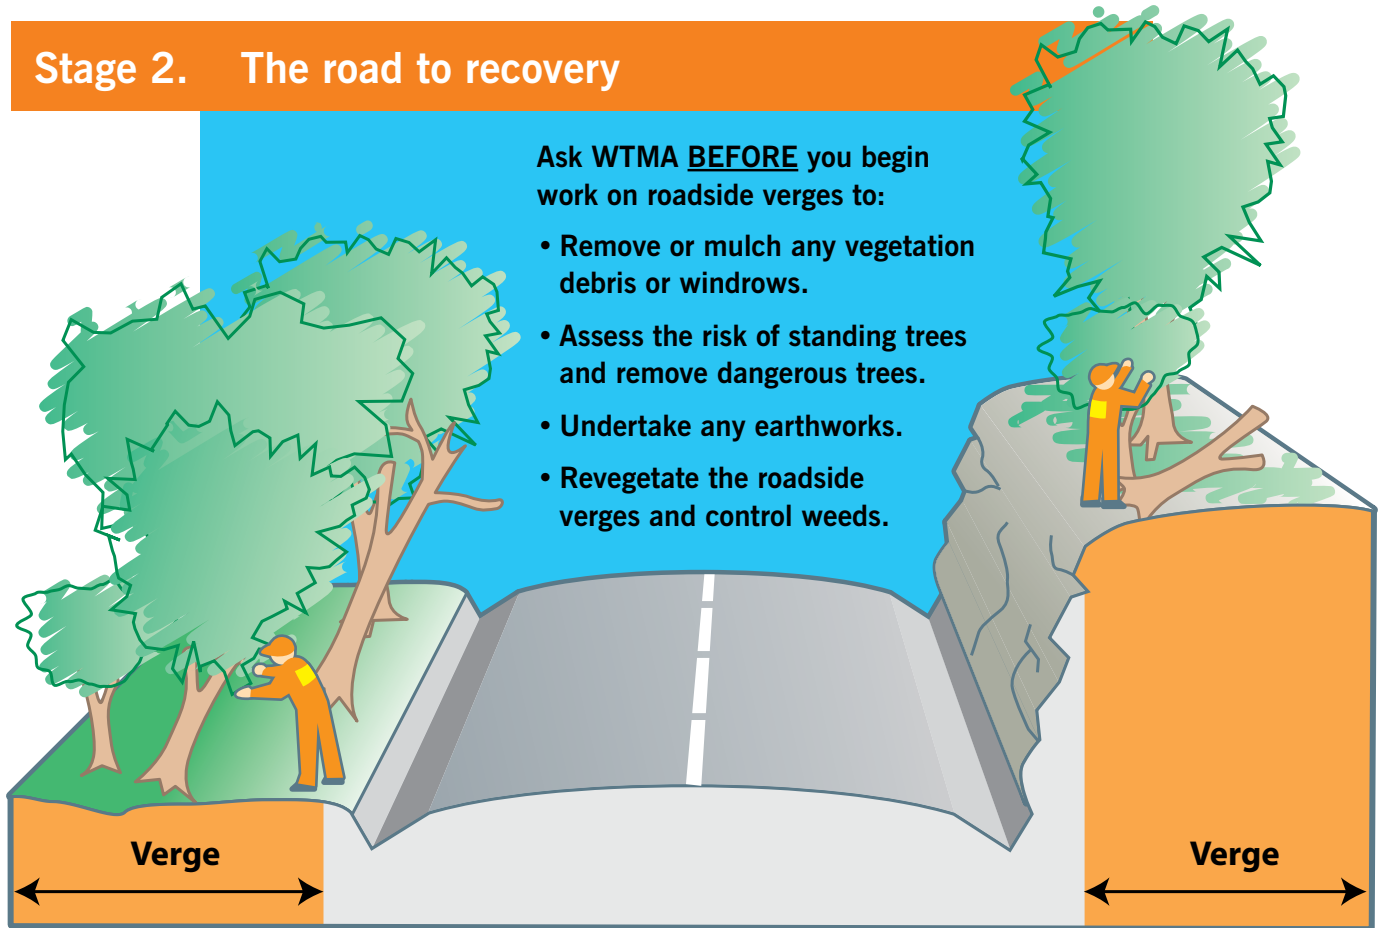 Stage 2. The road to recovery
Ask WTMA BEFORE you begin
work on roadside verges to:
• Remove or mulch any vegetation
debris or windrows.
• Assess the risk of standing trees
and remove dangerous trees.
• Undertake any earthworks.
• Revegetate the roadside
verges and control weeds.
Verge
Verge